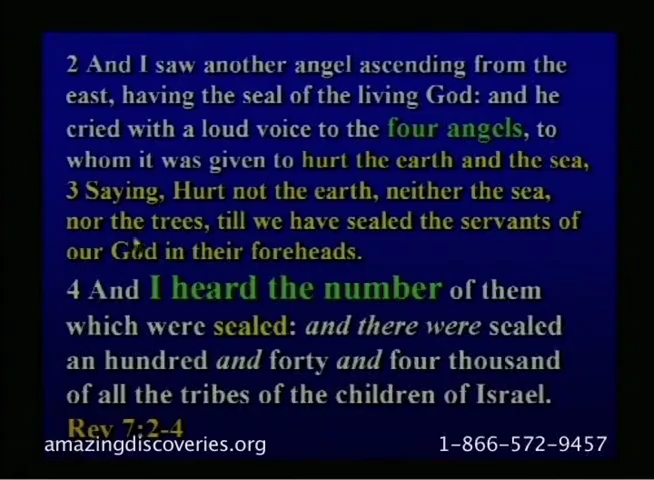 2 And I saw another angel ascending from the
east, having the seal of the living God: and he
cried with a loud voice to the four angels, to
whom it was given to hurt the earth and the sea,
3 Saying, Hurt not the earth, neither the sea,
nor the trees, till we have sealed the servants of
our God in their foreheads.
4 And I heard the number of them
which were sealed: and there were sealed
an hundred and forty and four thousand
of all the tribes of the children of Israel.
Rev 7:2-4
amazingdiscoveries.org 1-866-572-9457